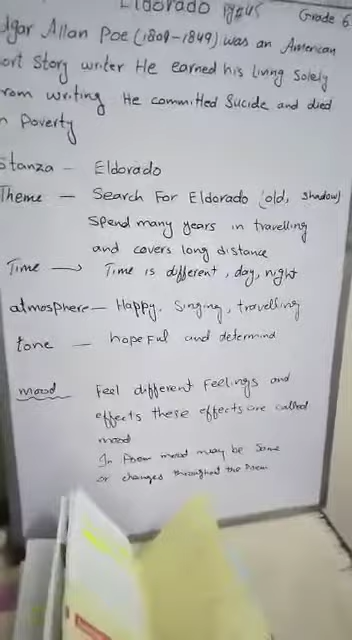 Eldorado Grade 6
dgar Allan Poe (1809-1849) was an American
ort Story writer He earned his living solely
rom writing. He committed Sucide and died
n Poverty
Stanza - Eldorado
Theme - Search For Eldorado (old, shadow)
Spend many years in travelling
and covers long distance
Time → Time is different, day, night
atmosphere - Happy, Singing, travelling
tone - hopeful and determind
mood Feel different feelings and
effects these effects are called
mood
In Poem mood may be Same
or changes throughout the Poem